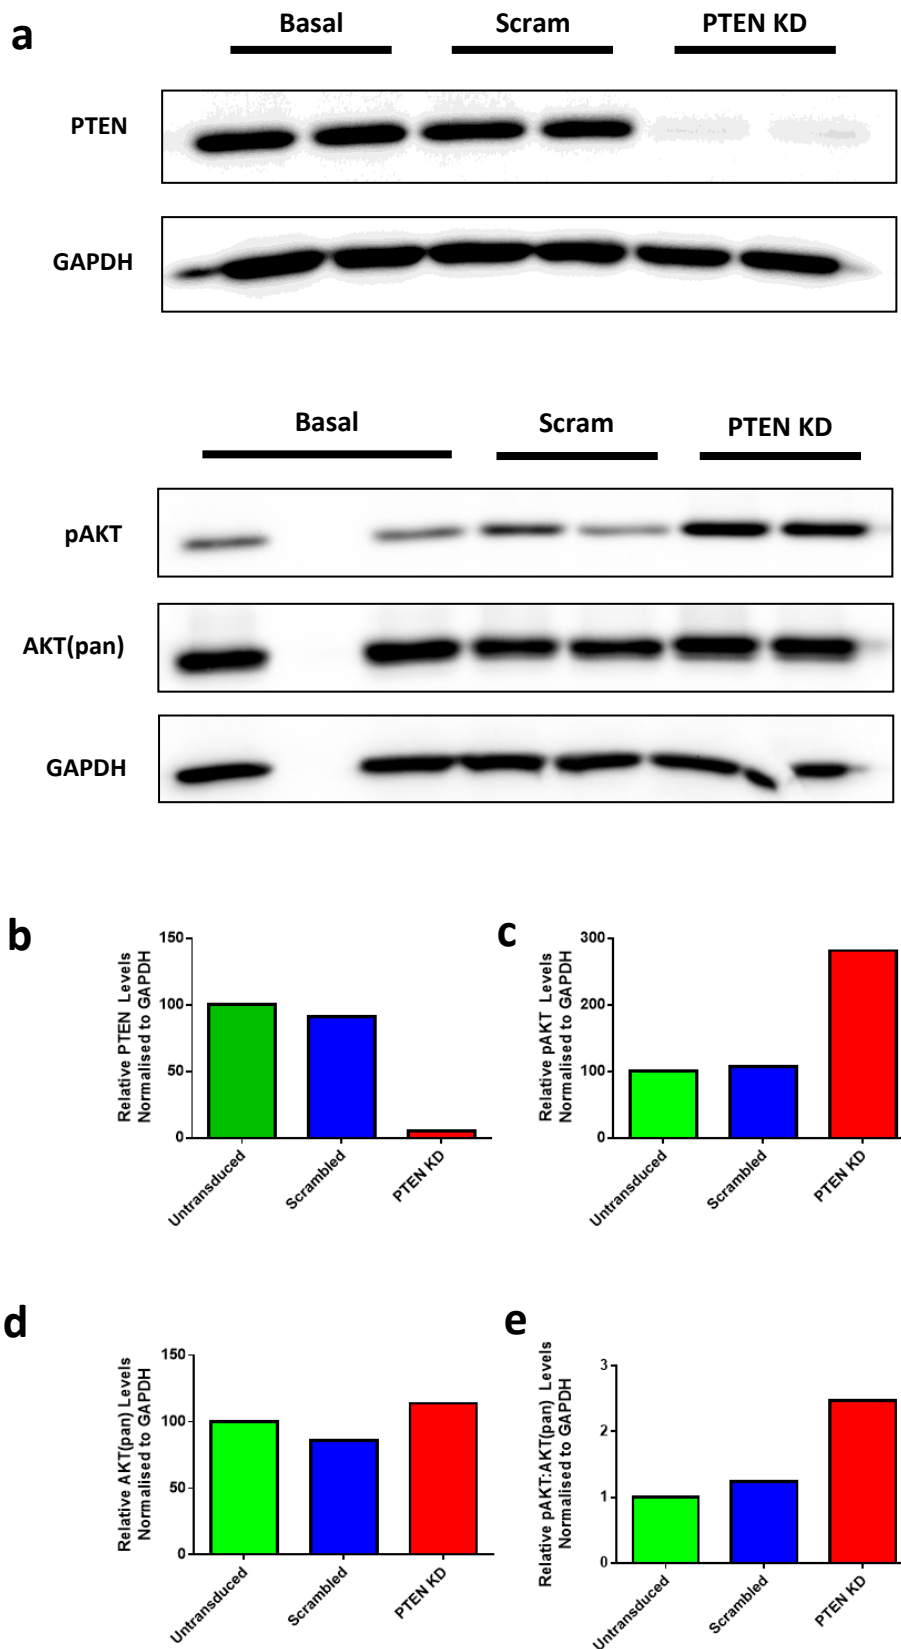 a
Basal Scram PTEN KD
PTEN
GAPDH
Basal Scram PTEN KD
pAKT
AKT(pan)
GAPDH
b
Relative PTEN Levels
Normalised to GAPDH
150
100
50
0
Untransduced
Scrambled
PTEN KD
c
Relative pAKT Levels
Normalised to GAPDH
300
200
100
0
Untransduced
Scrambled
PTEN KD
d
Relative AKT(pan) Levels
Normalised to GAPDH
150
100
50
0
Untransduced
Scrambled
PTEN KD
e
Relative pAKT:AKT(pan) Levels
Normalised to GAPDH
3
2
1
0
Untransduced
Scrambled
PTEN KD